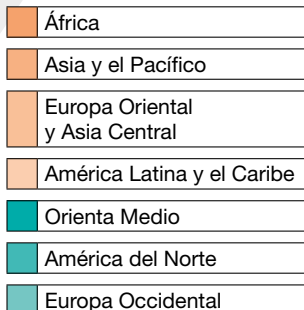 África
Asia y el Pacífico
Europa Oriental
y Asia Central
América Latina y el Caribe
Orienta Medio
América del Norte
Europa Occidental